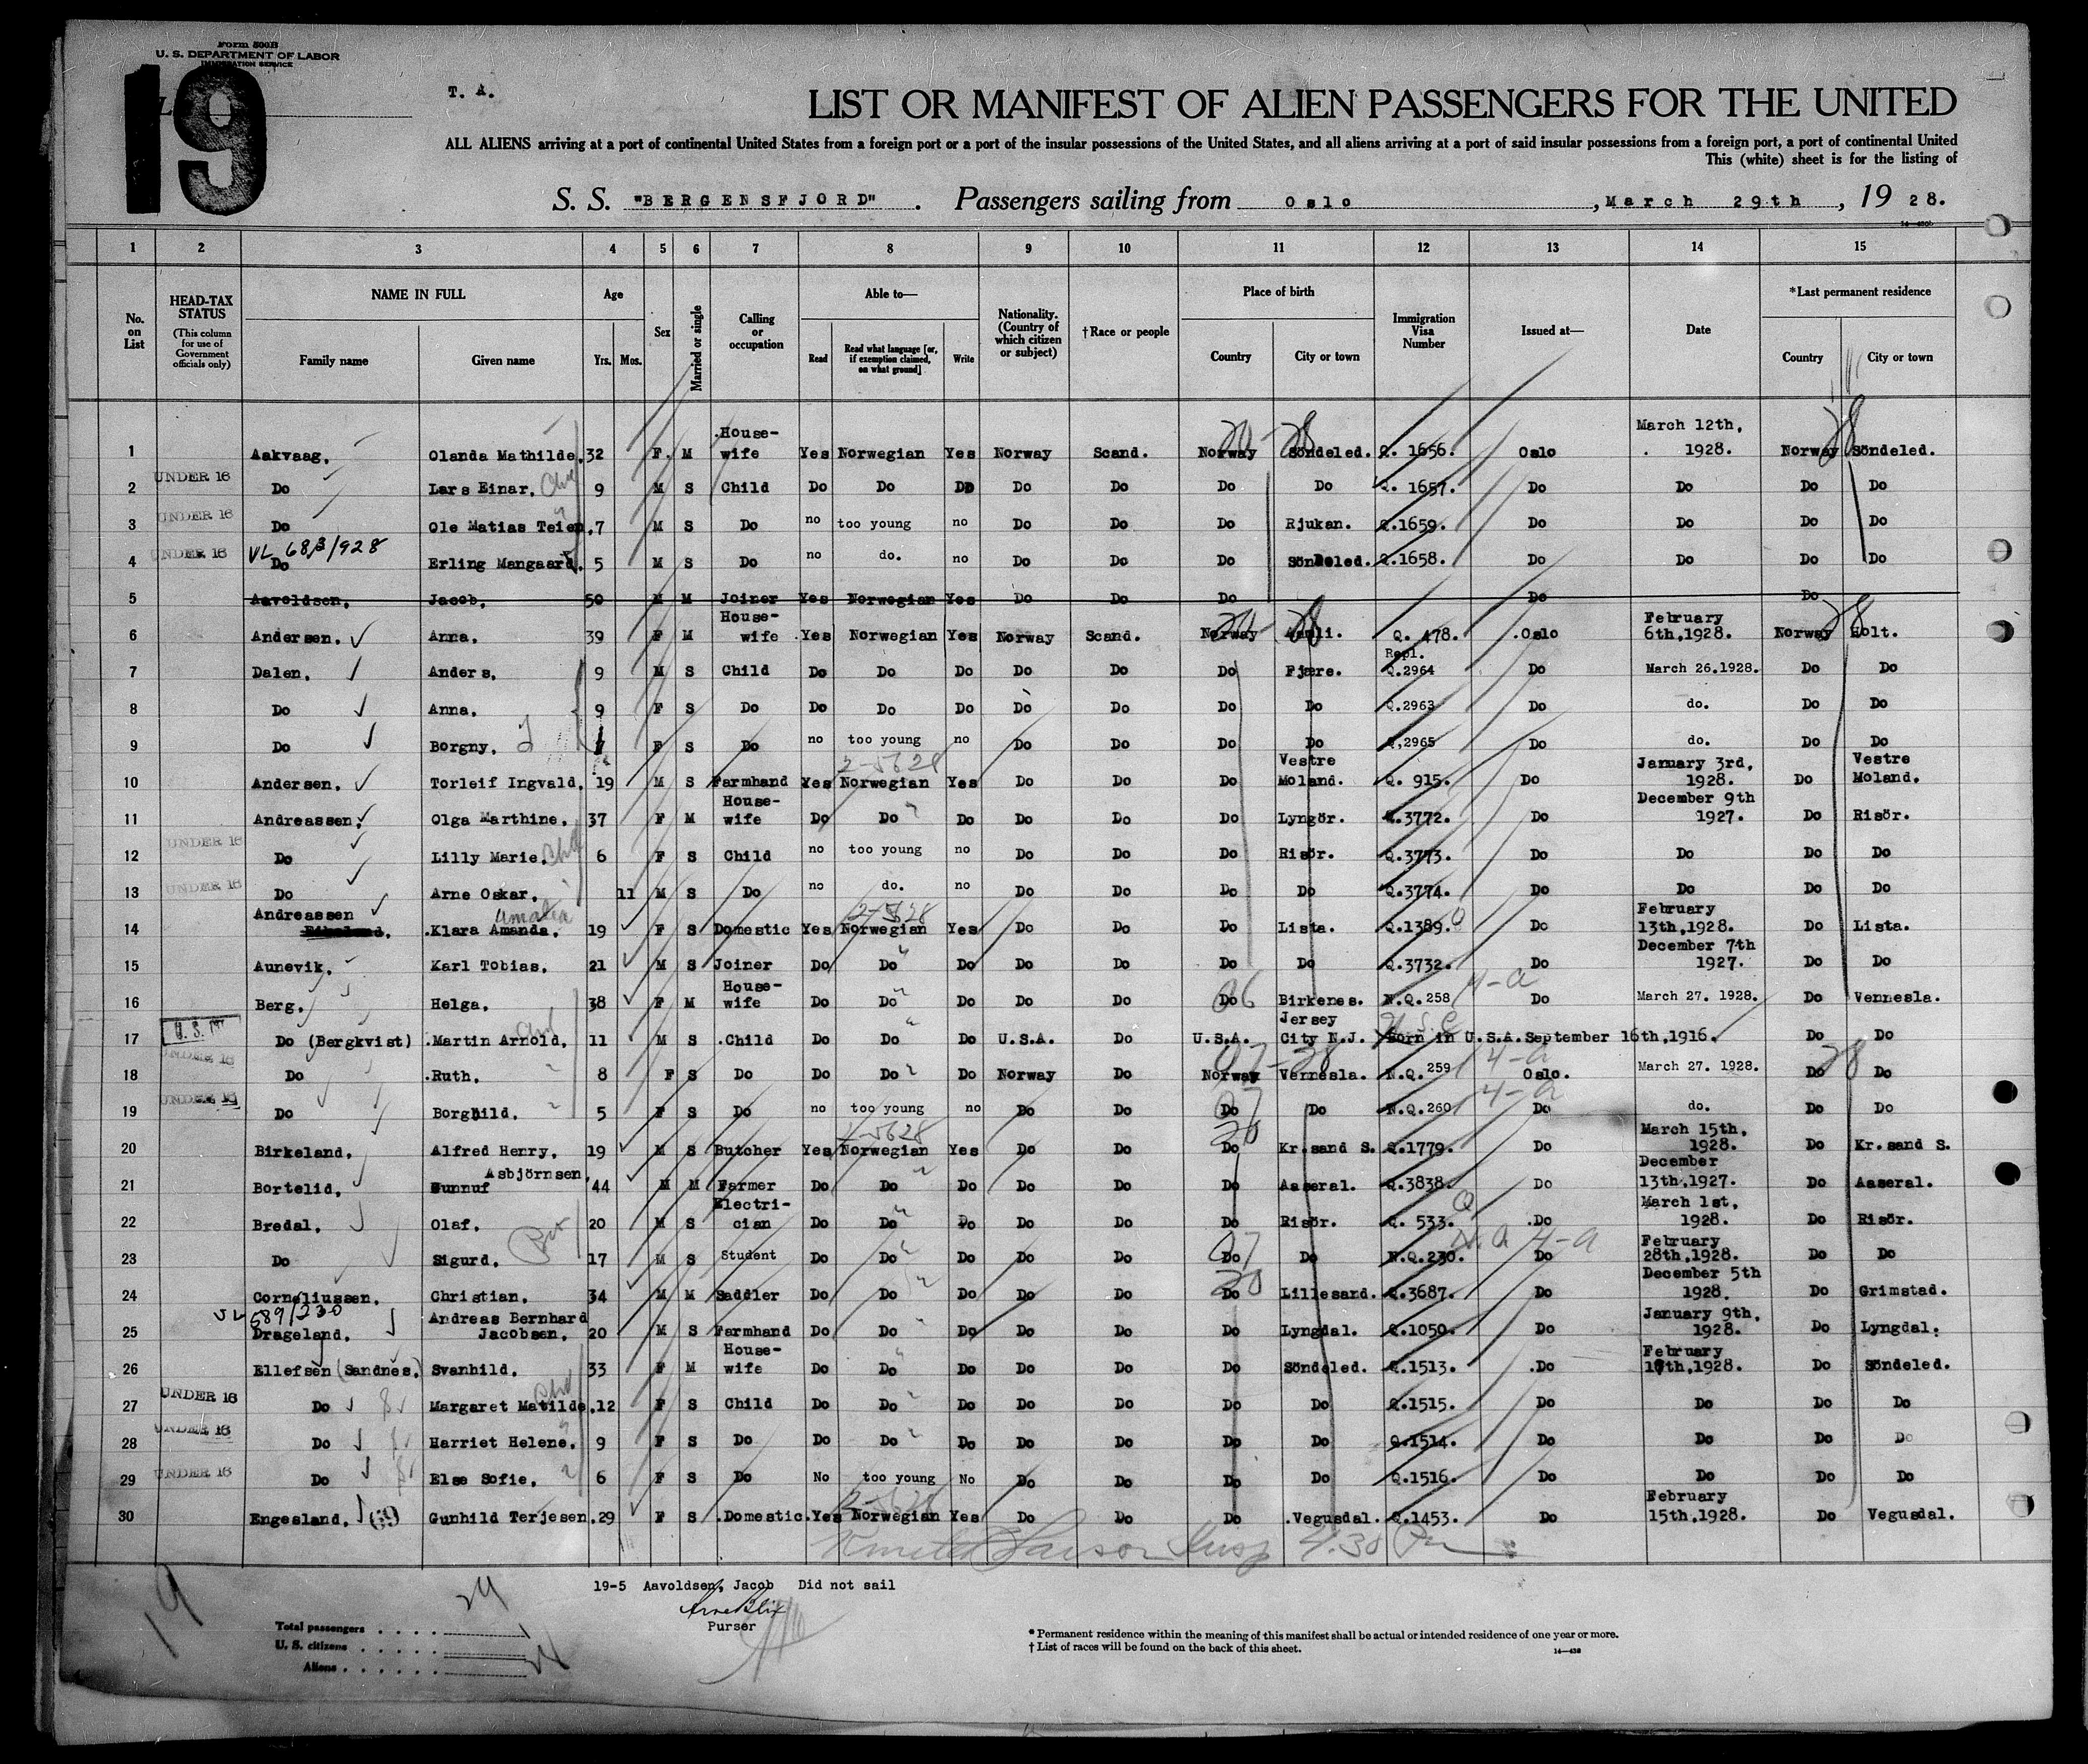 Form 500B
U. S. DEPARTMENT OF LABOR
IMMIGRATION SERVICE
19
T. A.
LIST OR MANIFEST OF ALIEN PASSENGERS FOR THE UNITED
ALL ALIENS arriving at a port of continental United States from a foreign port or a port of the insular possessions of the United States, and all aliens arriving at a port of said insular possessions from a foreign port, a port of continental United
This (white) sheet is for the listing of
S. S. "BERGENSFJORD". Passengers sailing from Oslo, March 29th, 1928.
1 2 3 4 5 6 7 8 9 10 11 12 13 14 15
No. on List
HEAD-TAX STATUS (This column for use of Government officials only)
NAME IN FULL Family name Given name
Age Yrs. Mos.
Sex
Married or single
Calling or occupation
Able to— Read Read what language [or, if exemption claimed, on what ground] Write
Nationality. (Country of which citizen or subject)
†Race or people
Place of birth Country City or town
Immigration Visa Number
Issued at—
Date
*Last permanent residence Country City or town
1 Aakvaag. Olanda Mathilde. 32 F. M House-wife Yes Norwegian Yes Norway Scand. Norway Söndeled. Q. 1656. Oslo March 12th, 1928. Norway Söndeled.
2 UNDER 16 Do Lars Einar. 9 M S Child Do Do Do Do Do Do Do Q. 1657. Do Do Do Do
3 UNDER 16 Do Ole Matias Teien. 7 M S Do no too young no Do Do Do Rjukan. Q.1659. Do Do Do Do
4 UNDER 16 Do Erling Mangaard. 5 M S Do no do. no Do Do Do Söndeled. Q.1658. Do Do Do Do
5 Aavoldsen. Jacob. 50 M M Joiner Yes Norwegian Yes Do Do Do Do Do
6 Andersen. Anna. 39 F M House-wife Yes Norwegian Yes Norway Scand. Norway Aamli. Q. 478. Oslo February 6th,1928. Norway Holt.
7 Dalen. Anders. 9 M S Child Do Do Do Do Do Do Fjære. Repl. Q.2964 Do March 26.1928. Do Do
8 Do Anna. 9 F S Do Do Do Do Do Do Do Do Q.2963 Do do. Do Do
9 Do Borgny. F S Do no too young no Do Do Do Do Q.2965 Do do. Do Do
10 Andersen. Torleif Ingvald. 19 M S Farmhand Yes Norwegian Yes Do Do Do Vestre Moland. Q. 915. Do January 3rd, 1928. Do Vestre Moland.
11 Andreassen. Olga Marthine. 37 F M House-wife Do Do Do Do Do Do Lyngör. Q.3772. Do December 9th 1927. Do Risör.
12 UNDER 16 Do Lilly Marie. 6 F S Child no too young no Do Do Do Risör. Q.3773. Do Do Do Do
13 UNDER 16 Do Arne Oskar. 11 M S Do no do. no Do Do Do Do Q.3774. Do Do Do Do
14 Andreassen Klara Amanda. Amalia 19 F S Domestic Yes Norwegian Yes Do Do Do Lista. Q.1389. Do February 13th,1928. Do Lista.
15 Aunevik. Karl Tobias. 21 M S Joiner Do Do Do Do Do Do Do Q.3732. Do December 7th 1927. Do Do
16 Berg. Helga. 38 F M House-wife Do Do Do Do Do Do Birkenes. N.Q.258 4-a Do March 27. 1928. Do Vennesla.
17 Do (Bergkvist) Martin Arnold. 11 M S Child Do Do Do U.S.A. Do U.S.A. Jersey City N.J. Born in U.S.A.September 16th,1916. Do Do
18 UNDER 16 Do Ruth. 8 F S Do Do Do Do Norway Do Norway Vernesla. N.Q.259 4-a Oslo. March 27. 1928. Do Do
19 UNDER 16 Do Borghild. 5 F S Do no too young no Do Do Do Do N.Q.260 4-a Do do. Do Do
20 Birkeland. Alfred Henry. 19 M S Butcher Yes Norwegian Yes Do Do Do Kr.sand S. Q.1779. Do March 15th, 1928. Do Kr.sand S.
21 Bortelid. Gunnuf Asbjörnsen. 44 M M Farmer Do Do Do Do Do Do Aaseral. Q.3838. Do December 13th,1927. Do Aaseral.
22 Bredal. Olaf. 20 M S Electri-cian Do Do Do Do Do Do Risör. Q. 533. Do March 1st, 1928. Do Risör.
23 Do Sigurd. 17 M S Student Do Do Do Do Do Do Do N.Q.230. 4-a Do February 28th,1928. Do Do
24 Corneliussen. Christian. 34 M M Saddler Do Do Do Do Do Do Lillesand. Q.3687. Do December 5th 1928. Do Grimstad.
25 Drageland. Andreas Bernhard Jacobsen. 20 M S Farmhand Do Do Do Do Do Do Lyngdal. Q.1050. Do January 9th, 1928. Do Lyngdal.
26 Ellefsen (Sandnes.) Svanhild. 33 F M House-wife Do Do Do Do Do Do Söndeled. Q.1513. Do February 17th,1928. Do Söndeled.
27 UNDER 16 Do Margaret Matilde. 12 F S Child Do Do Do Do Do Do Do Q.1515. Do Do Do Do
28 UNDER 16 Do Harriet Helene. 9 F S Do Do Do Do Do Do Do Do Q.1514. Do Do Do Do
29 UNDER 16 Do Else Sofie. 6 F S Do No too young No Do Do Do Do Q.1516. Do Do Do Do
30 Engesland. Gunhild Terjesen. 29 F S Domestic. Yes Norwegian Yes Do Do Do Vegusdal. Q.1453. Do February 15th,1928. Do Vegusdal.
19-5 Aavoldsen, Jacob Did not sail
Purser
19
Total passengers
U. S. citizens
Aliens
* Permanent residence within the meaning of this manifest shall be actual or intended residence of one year or more.
† List of races will be found on the back of this sheet.